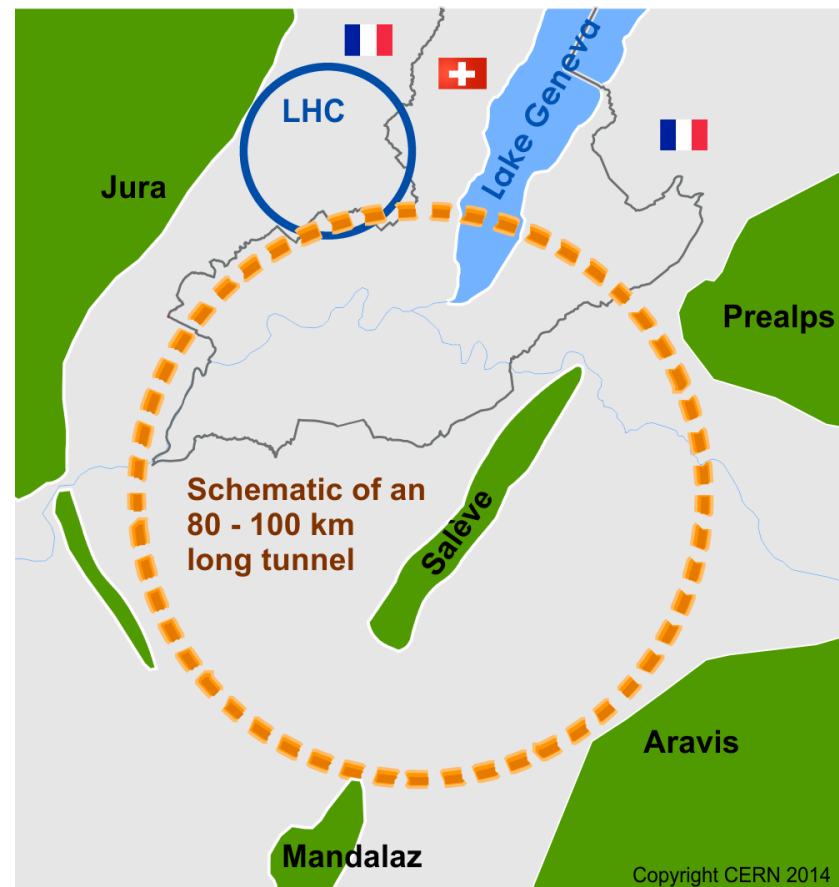 LHC
Lake Geneva
Jura
Prealps
Schematic of an
80 - 100 km
long tunnel
Salève
Aravis
Mandalaz
Copyright CERN 2014